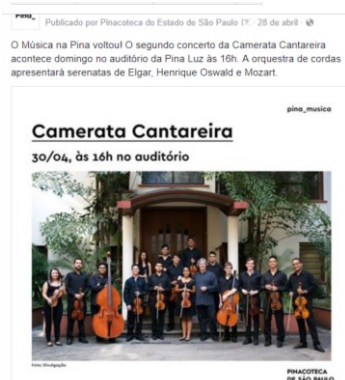 Pina_
Publicado por Pinacoteca do Estado de São Paulo [?] · 28 de abril ·
O Música na Pina voltou! O segundo concerto da Camerata Cantareira
acontece domingo no auditório da Pina Luz às 16h. A orquestra de cordas
apresentará serenatas de Elgar, Henrique Oswald e Mozart.
pina_musica
Camerata Cantareira
30/04, às 16h no auditório
Foto: Divulgação
PINACOTECA
DE SÃO PAULO